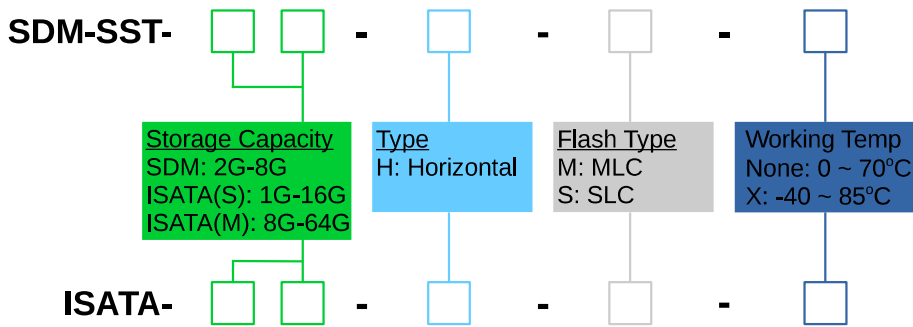 SDM-SST- - - -
Storage Capacity
SDM: 2G-8G
ISATA(S): 1G-16G
ISATA(M): 8G-64G
Type
H: Horizontal
Flash Type
M: MLC
S: SLC
Working Temp
None: 0 ~ 70°C
X: -40 ~ 85°C
ISATA- - - -